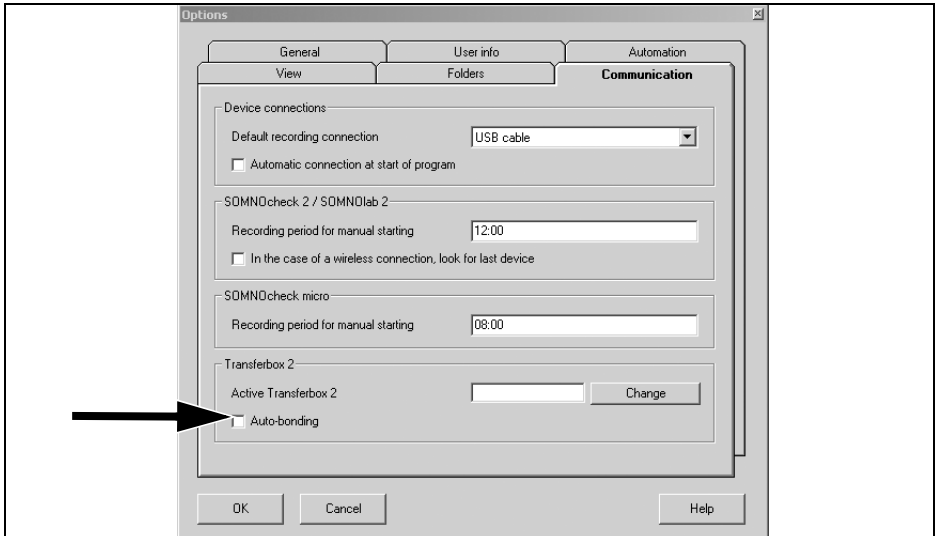 Options
General User info Automation
View Folders Communication
Device connections
Default recording connection USB cable
Automatic connection at start of program
SOMNOcheck 2 / SOMNOlab 2
Recording period for manual starting 12:00
In the case of a wireless connection, look for last device
SOMNOcheck micro
Recording period for manual starting 08:00
Transferbox 2
Active Transferbox 2 Change
Auto-bonding
OK Cancel Help